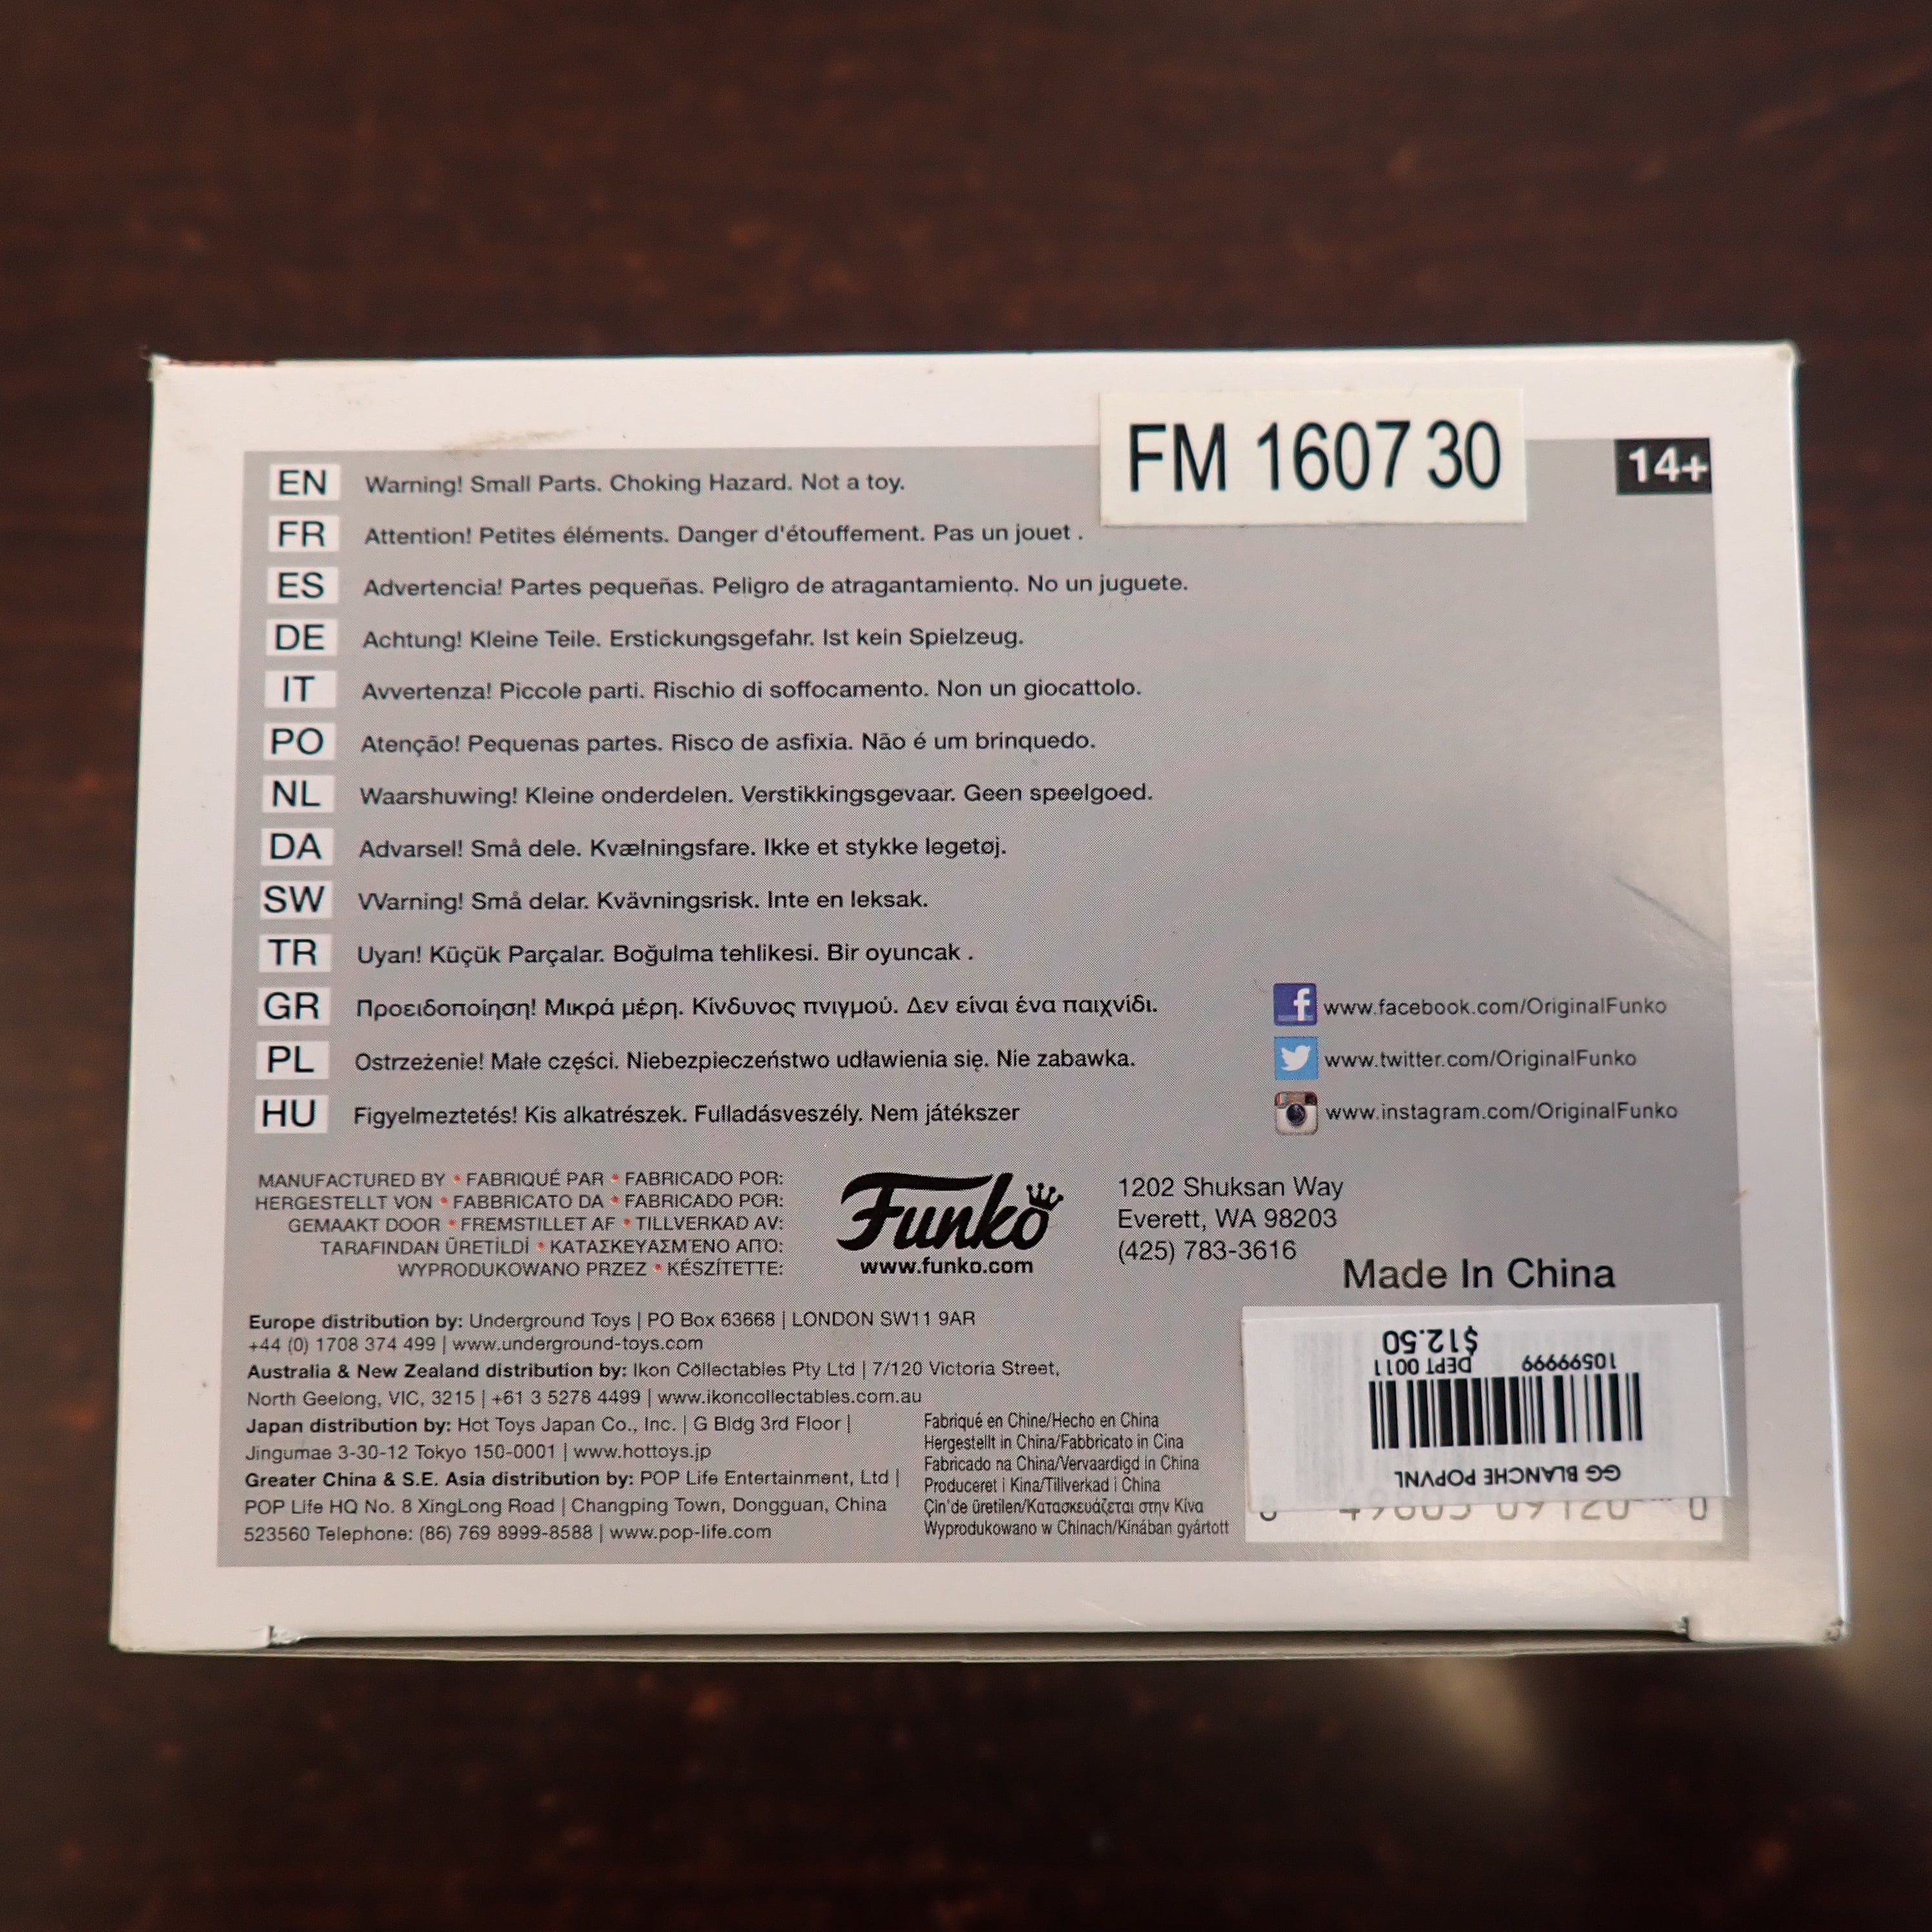 FM 160730
14+
EN Warning! Small Parts. Choking Hazard. Not a toy.
FR Attention! Petites éléments. Danger d'étouffement. Pas un jouet .
ES Advertencia! Partes pequeñas. Peligro de atragantamiento. No un juguete.
DE Achtung! Kleine Teile. Erstickungsgefahr. Ist kein Spielzeug.
IT Avvertenza! Piccole parti. Rischio di soffocamento. Non un giocattolo.
PO Atenção! Pequenas partes. Risco de asfixia. Não é um brinquedo.
NL Waarshuwing! Kleine onderdelen. Verstikkingsgevaar. Geen speelgoed.
DA Advarsel! Små dele. Kvælningsfare. Ikke et stykke legetøj.
SW Warning! Små delar. Kvävningsrisk. Inte en leksak.
TR Uyarı! Küçük Parçalar. Boğulma tehlikesi. Bir oyuncak .
GR Προειδοποίηση! Μικρά μέρη. Κίνδυνος πνιγμού. Δεν είναι ένα παιχνίδι.
PL Ostrzeżenie! Małe części. Niebezpieczeństwo udławienia się. Nie zabawka.
HU Figyelmeztetés! Kis alkatrészek. Fulladásveszély. Nem játékszer
www.facebook.com/OriginalFunko
www.twitter.com/OriginalFunko
www.instagram.com/OriginalFunko
MANUFACTURED BY • FABRIQUÉ PAR • FABRICADO POR:
HERGESTELLT VON • FABBRICATO DA • FABRICADO POR:
GEMAAKT DOOR • FREMSTILLET AF • TILLVERKAD AV:
TARAFINDAN ÜRETİLDİ • ΚΑΤΑΣΚΕΥΑΣΜΈΝΟ ΑΠΌ:
WYPRODUKOWANO PRZEZ • KÉSZÍTETTE:
Funko
www.funko.com
1202 Shuksan Way
Everett, WA 98203
(425) 783-3616
Made In China
Europe distribution by: Underground Toys | PO Box 63668 | LONDON SW11 9AR
+44 (0) 1708 374 499 | www.underground-toys.com
Australia & New Zealand distribution by: Ikon Collectables Pty Ltd | 7/120 Victoria Street,
North Geelong, VIC, 3215 | +61 3 5278 4499 | www.ikoncollectables.com.au
Japan distribution by: Hot Toys Japan Co., Inc. | G Bldg 3rd Floor |
Jingumae 3-30-12 Tokyo 150-0001 | www.hottoys.jp
Greater China & S.E. Asia distribution by: POP Life Entertainment, Ltd |
POP Life HQ No. 8 XingLong Road | Changping Town, Dongguan, China
523560 Telephone: (86) 769 8999-8588 | www.pop-life.com
Fabriqué en Chine/Hecho en China
Hergestellt in China/Fabbricato in Cina
Fabricado na China/Vervaardigd in China
Produceret i Kina/Tillverkad i China
Çin'de üretilen/Κατασκευάζεται στην Κίνα
Wyprodukowano w Chinach/Kínában gyártott
GG BLANCHE POPVNL
10599999 DEPT 0011
$12.50